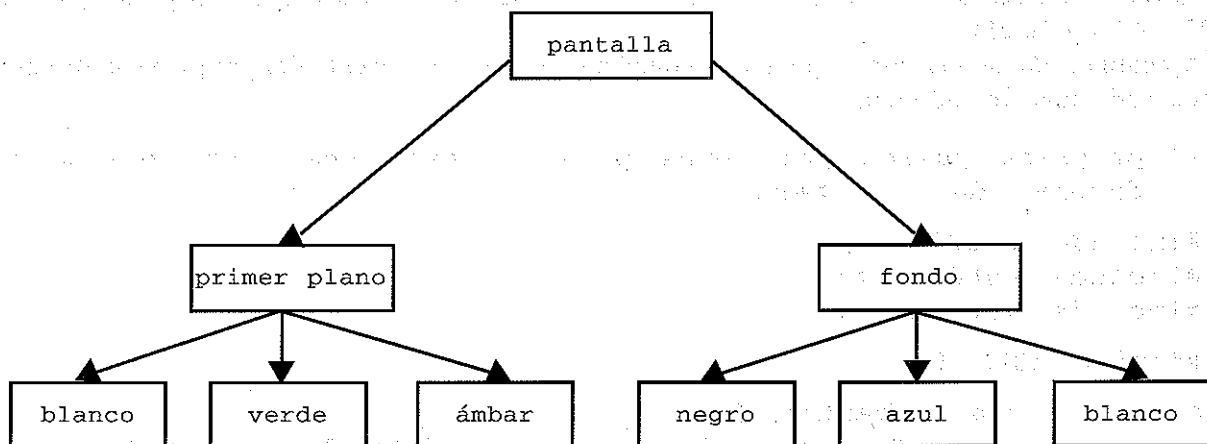 pantalla
primer plano
fondo
blanco
verde
ámbar
negro
azul
blanco